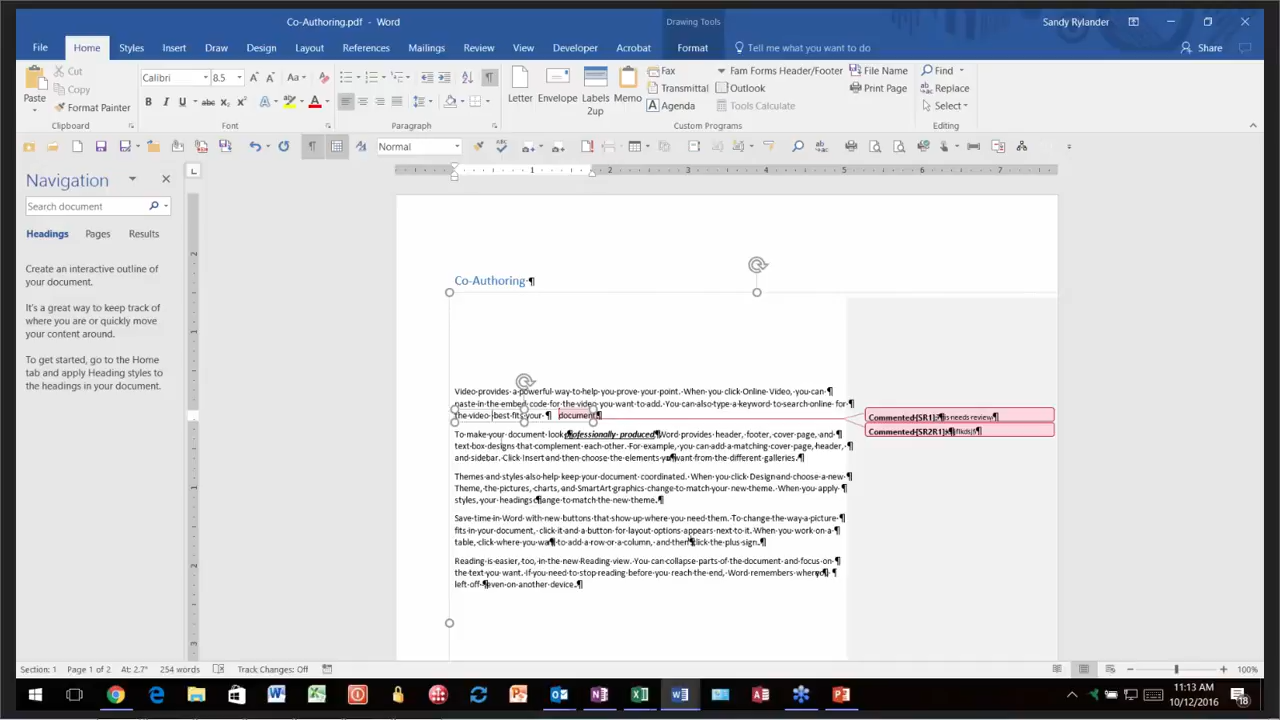 Co-Authoring.pdf - Word
Drawing Tools
Sandy Rylander
File Home Styles Insert Draw Design Layout References Mailings Review View Developer Acrobat Format Tell me what you want to do Share
Cut
Copy
Format Painter
Paste
Calibri 8.5
Letter Envelope Labels 2up Memo
Fax
Transmittal
Agenda
Fam Forms Header/Footer
Outlook
Tools Calculate
File Name
Print Page
Find
Replace
Select
Clipboard Font Paragraph Custom Programs Editing
Normal
Navigation
Search document
Headings Pages Results
Create an interactive outline of
your document.
It's a great way to keep track of
where you are or quickly move
your content around.
To get started, go to the Home
tab and apply Heading styles to
the headings in your document.
1 2 3 4 5 6 7
2
1
1
2
3
Co-Authoring
Video provides a powerful way to help you prove your point. When you click Online Video, you can
paste in the embed code for the video you want to add. You can also type a keyword to search online for
the video best fits your document
Commented [SR1]: is needs review
Commented [SR2R1]:
To make your document look professionally produced Word provides header, footer, cover page, and
text box designs that complement each other. For example, you can add a matching cover page, header,
and sidebar. Click Insert and then choose the elements want from the different galleries.
Themes and styles also help keep your document coordinated. When you click Design and choose a new
Theme, the pictures, charts, and SmartArt graphics change to match your new theme. When you apply
styles, your headings ange to match the new theme.
Save time in Word with new buttons that show up where you need them. To change the way a picture
fits in your document, click it and a button for layout options appears next to it. When you work on a
table, click where you to add a row or a column, and then click the plus sign.
Reading is easier, too, in the new Reading view. You can collapse parts of the document and focus on
the text you want. If you need to stop reading before you reach the end, Word remembers where
left off even on another device.
Section: 1 Page 1 of 2 At: 2.7" 254 words Track Changes: Off 100%
11:13 AM
10/12/2016
18